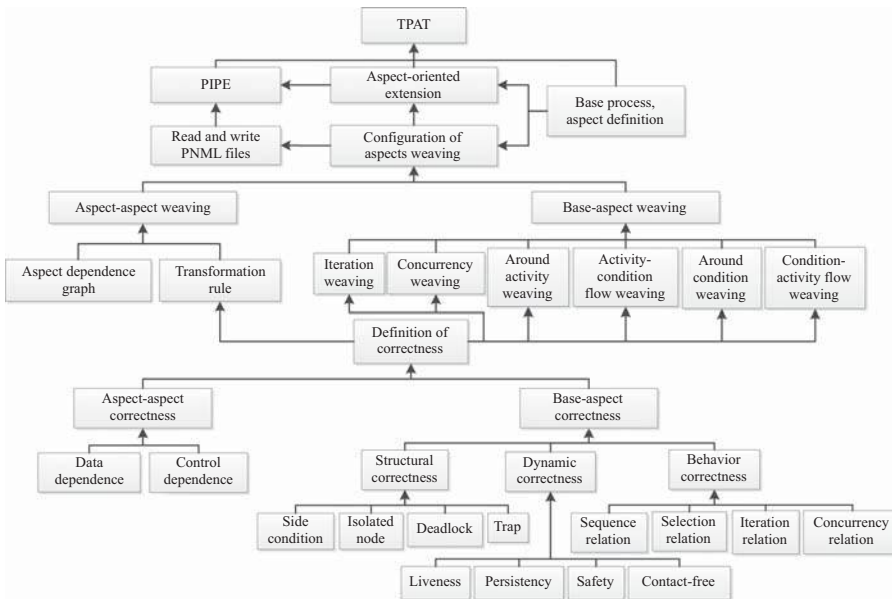 TPAT
PIPE
Aspect-oriented
extension
Base process,
aspect definition
Read and write
PNML files
Configuration of
aspects weaving
Aspect-aspect weaving
Base-aspect weaving
Aspect dependence
graph
Transformation
rule
Iteration
weaving
Concurrency
weaving
Around
activity
weaving
Activity-
condition
flow weaving
Around
condition
weaving
Condition-
activity flow
weaving
Definition of
correctness
Aspect-aspect
correctness
Base-aspect
correctness
Data
dependence
Control
dependence
Structural
correctness
Dynamic
correctness
Behavior
correctness
Side
condition
Isolated
node
Deadlock
Trap
Sequence
relation
Selection
relation
Iteration
relation
Concurrency
relation
Liveness
Persistency
Safety
Contact-free